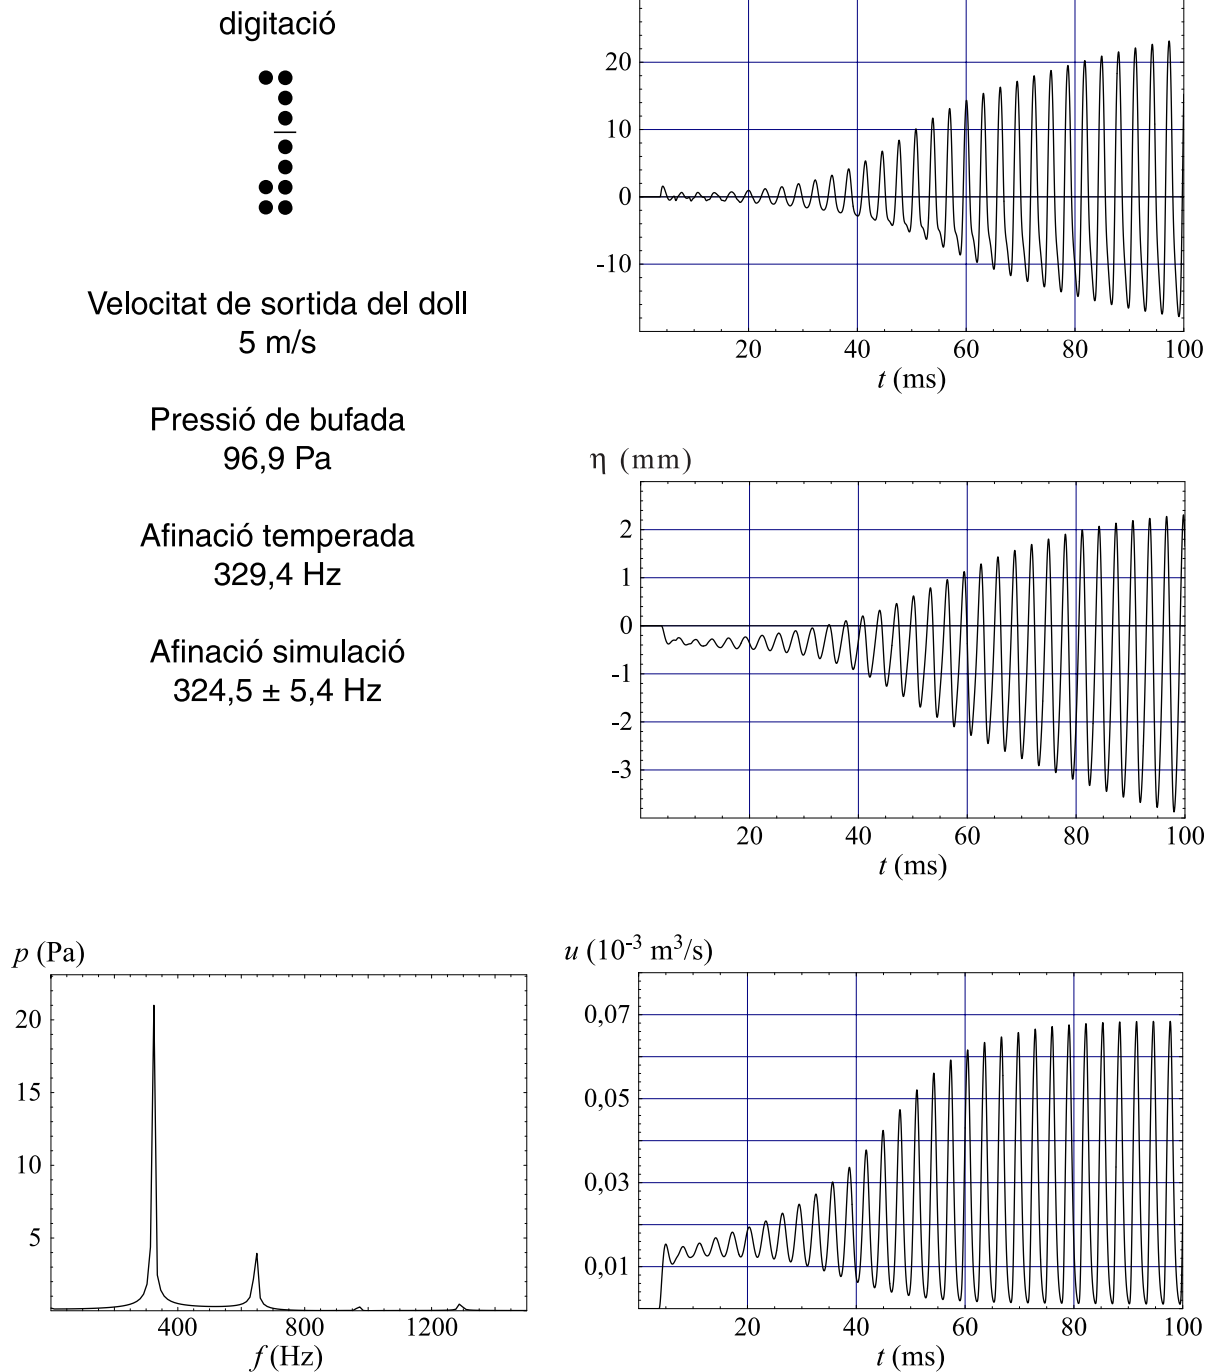 digitació
Velocitat de sortida del doll
5 m/s
Pressió de bufada
96,9 Pa
Afinació temperada
329,4 Hz
Afinació simulació
324,5 ± 5,4 Hz
20
10
0
-10
20 40 60 80 100
t (ms)
η (mm)
2
1
0
-1
-2
-3
20 40 60 80 100
t (ms)
p (Pa)
20
15
10
5
400 800 1200
f (Hz)
u (10⁻³ m³/s)
0,07
0,05
0,03
0,01
20 40 60 80 100
t (ms)